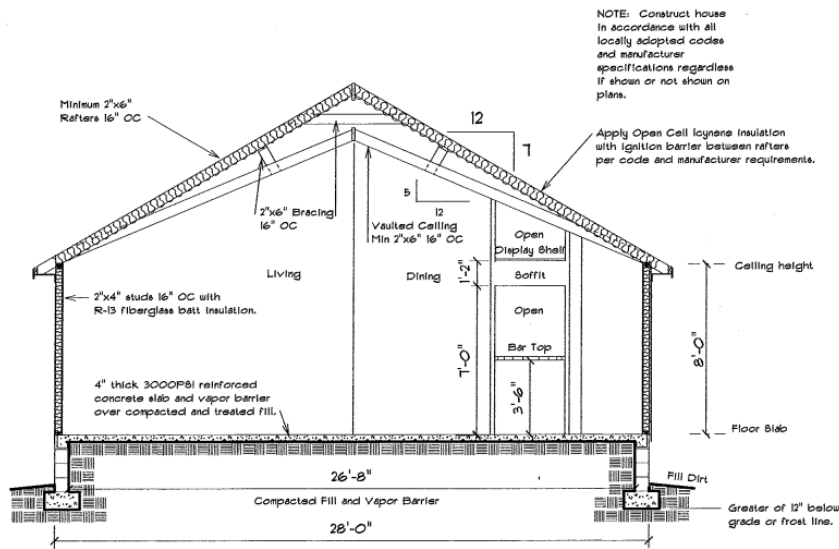 NOTE: Construct house
in accordance with all
locally adopted codes
and manufacturer
specifications regardless
if shown or not shown on
plans.
Minimum 2"x6"
Rafters 16" OC
12
7
Apply Open Cell Icynene insulation
with ignition barrier between rafters
per code and manufacturer requirements.
5
12
2"x6" Bracing
16" OC
Vaulted Ceiling
Min 2"x6" 16" OC
Open
Display Shelf
Living
Dining
1'-2"
Soffit
Ceiling height
2"x4" studs 16" OC with
R-13 fiberglass batt insulation.
Open
Bar Top
7'-0"
8'-0"
3'-6"
4" thick 3000PSI reinforced
concrete slab and vapor barrier
over compacted and treated fill.
Floor Slab
26'-8"
Fill Dirt
Compacted Fill and Vapor Barrier
Greater of 12" below
grade or frost line.
28'-0"